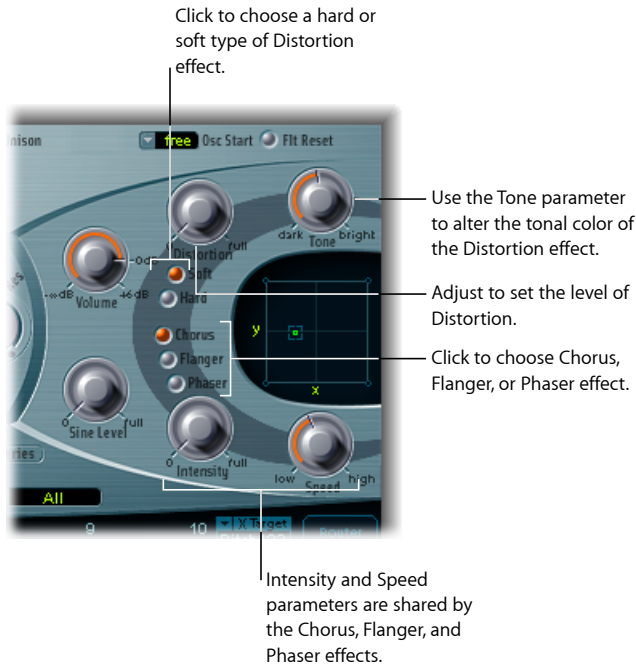 Click to choose a hard or
soft type of Distortion
effect.
nison
free Osc Start Flt Reset
Use the Tone parameter
to alter the tonal color of
the Distortion effect.
dark Tone bright
full
Distortion
-0dB
Soft
-∞dB Volume +6dB
Hard
Adjust to set the level of
Distortion.
y
x
Chorus
Flanger
Phaser
Click to choose Chorus,
Flanger, or Phaser effect.
0 Sine Level full
0 Intensity full
low Speed high
eries
All
9 10 X Target
Router
Intensity and Speed
parameters are shared by
the Chorus, Flanger, and
Phaser effects.